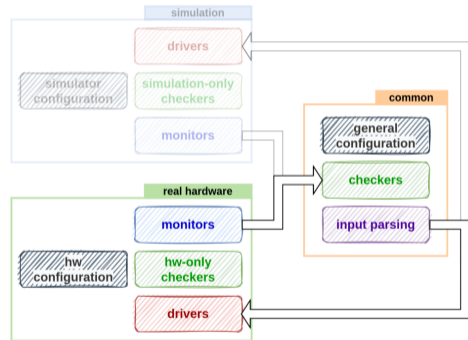 simulation
drivers
simulator
configuration
simulation-only
checkers
monitors
common
general
configuration
checkers
input parsing
real hardware
monitors
hw
configuration
hw-only
checkers
drivers